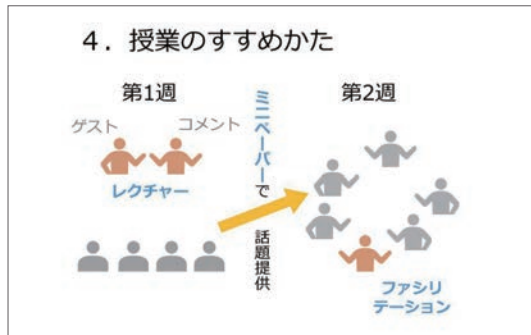 4．授業のすすめかた
第1週
ゲスト
コメント
レクチャー
ミニペーパーで
話題提供
第2週
ファシリ
テーション